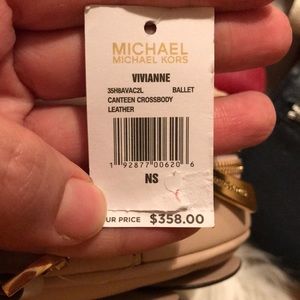 MICHAEL
MICHAEL KORS
VIVIANNE
35H8AVAC2L BALLET
CANTEEN CROSSBODY
LEATHER
1 92877 00620 6
NS
UR PRICE $358.00